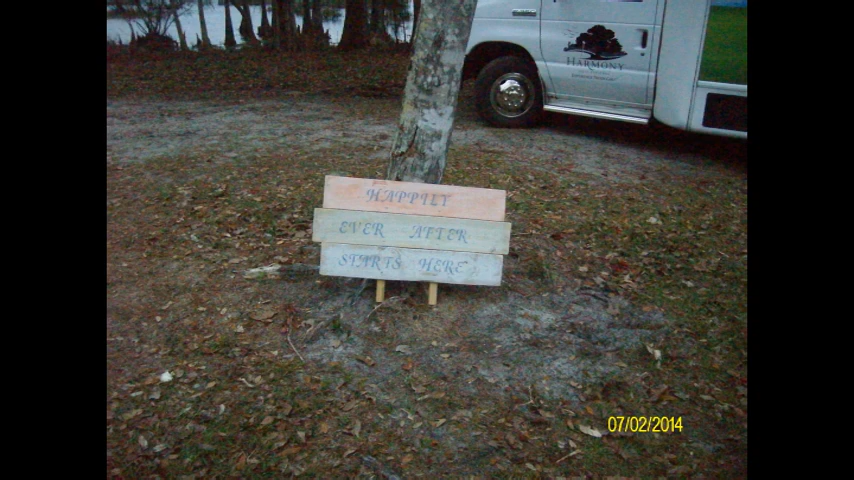 HARMONY
HAPPILY
EVER AFTER
STARTS HERE
07/02/2014